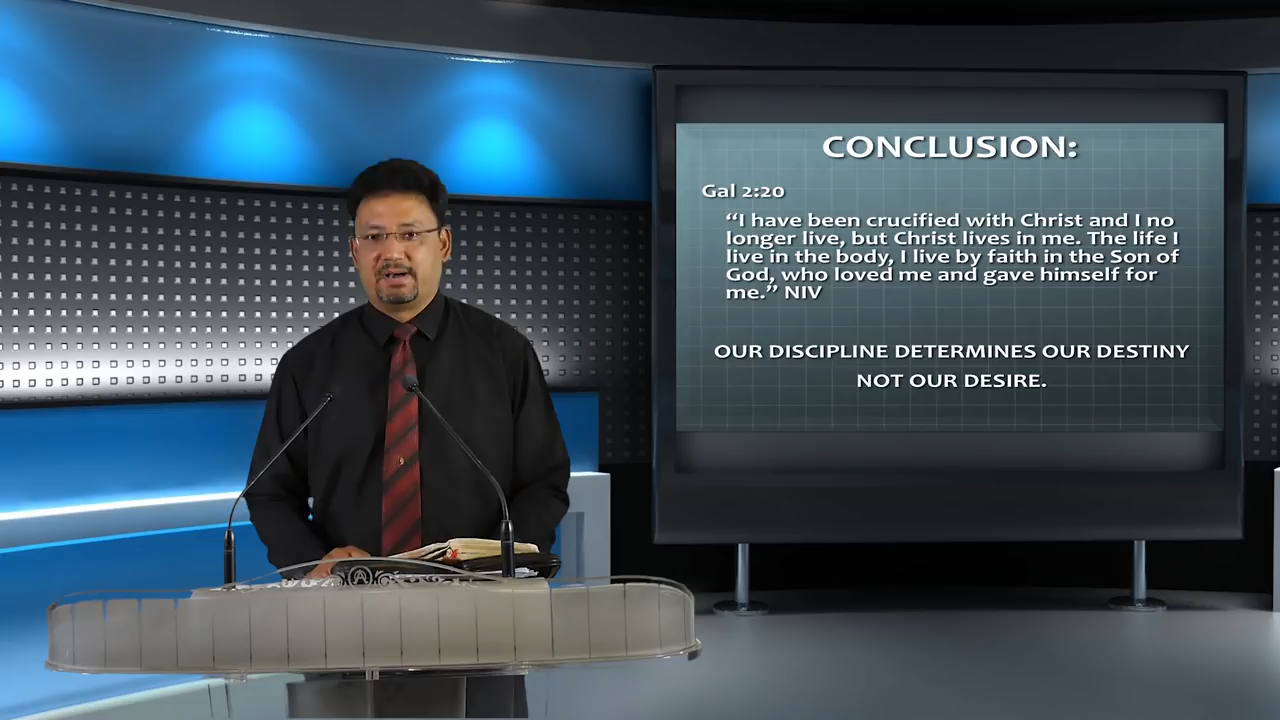 CONCLUSION:
Gal 2:20
“I have been crucified with Christ and I no
longer live, but Christ lives in me. The life I
live in the body, I live by faith in the Son of
God, who loved me and gave himself for
me.” NIV
OUR DISCIPLINE DETERMINES OUR DESTINY
NOT OUR DESIRE.